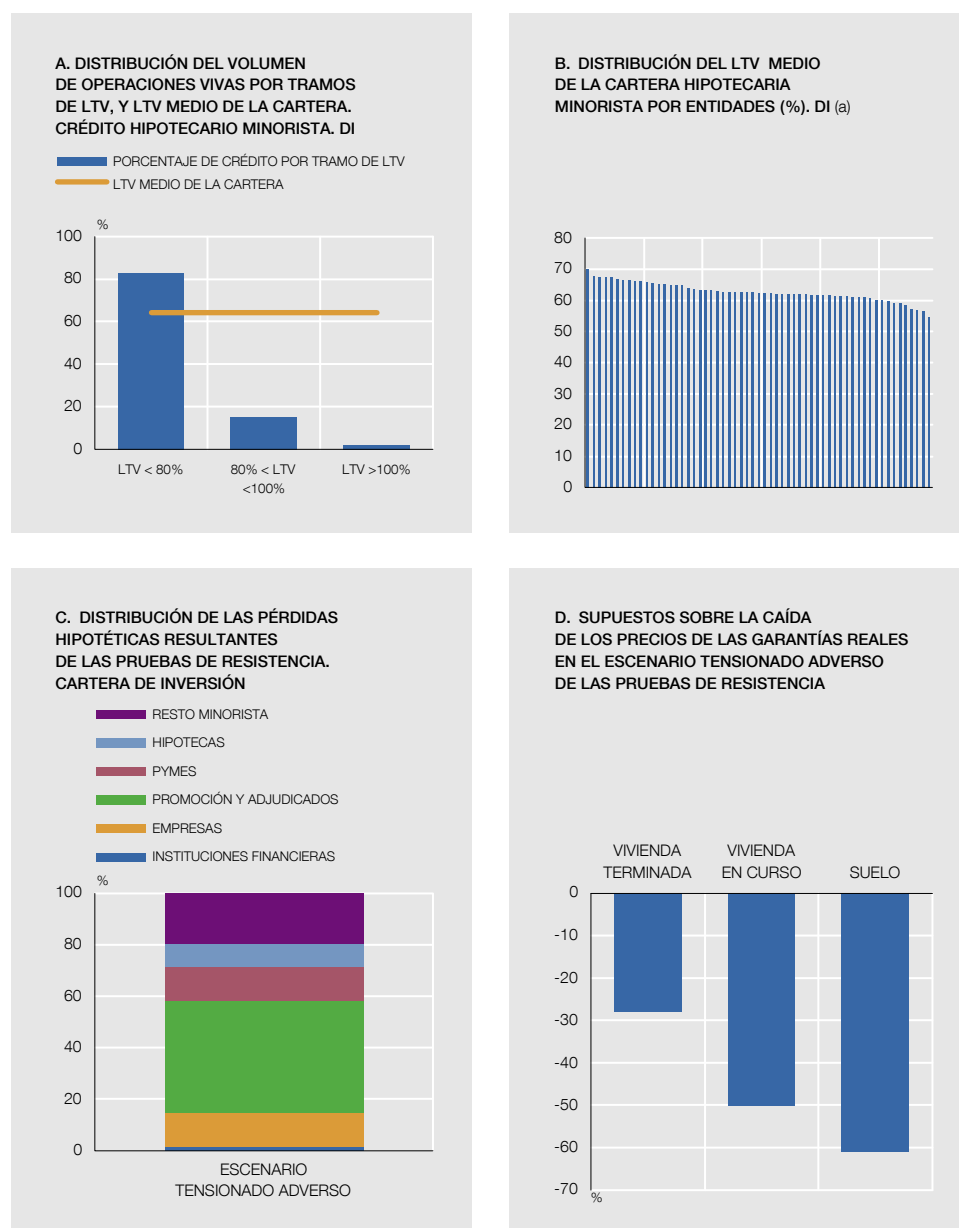 A. DISTRIBUCIÓN DEL VOLUMEN
DE OPERACIONES VIVAS POR TRAMOS
DE LTV, Y LTV MEDIO DE LA CARTERA.
CRÉDITO HIPOTECARIO MINORISTA. DI
PORCENTAJE DE CRÉDITO POR TRAMO DE LTV
LTV MEDIO DE LA CARTERA
%
100
80
60
40
20
0
LTV < 80%
80% < LTV
<100%
LTV >100%
B. DISTRIBUCIÓN DEL LTV MEDIO
DE LA CARTERA HIPOTECARIA
MINORISTA POR ENTIDADES (%). DI (a)
80
70
60
50
40
30
20
10
0
C. DISTRIBUCIÓN DE LAS PÉRDIDAS
HIPOTÉTICAS RESULTANTES
DE LAS PRUEBAS DE RESISTENCIA.
CARTERA DE INVERSIÓN
RESTO MINORISTA
HIPOTECAS
PYMES
PROMOCIÓN Y ADJUDICADOS
EMPRESAS
INSTITUCIONES FINANCIERAS
%
100
80
60
40
20
0
ESCENARIO
TENSIONADO ADVERSO
D. SUPUESTOS SOBRE LA CAÍDA
DE LOS PRECIOS DE LAS GARANTÍAS REALES
EN EL ESCENARIO TENSIONADO ADVERSO
DE LAS PRUEBAS DE RESISTENCIA
VIVIENDA
TERMINADA
VIVIENDA
EN CURSO
SUELO
0
-10
-20
-30
-40
-50
-60
-70
%